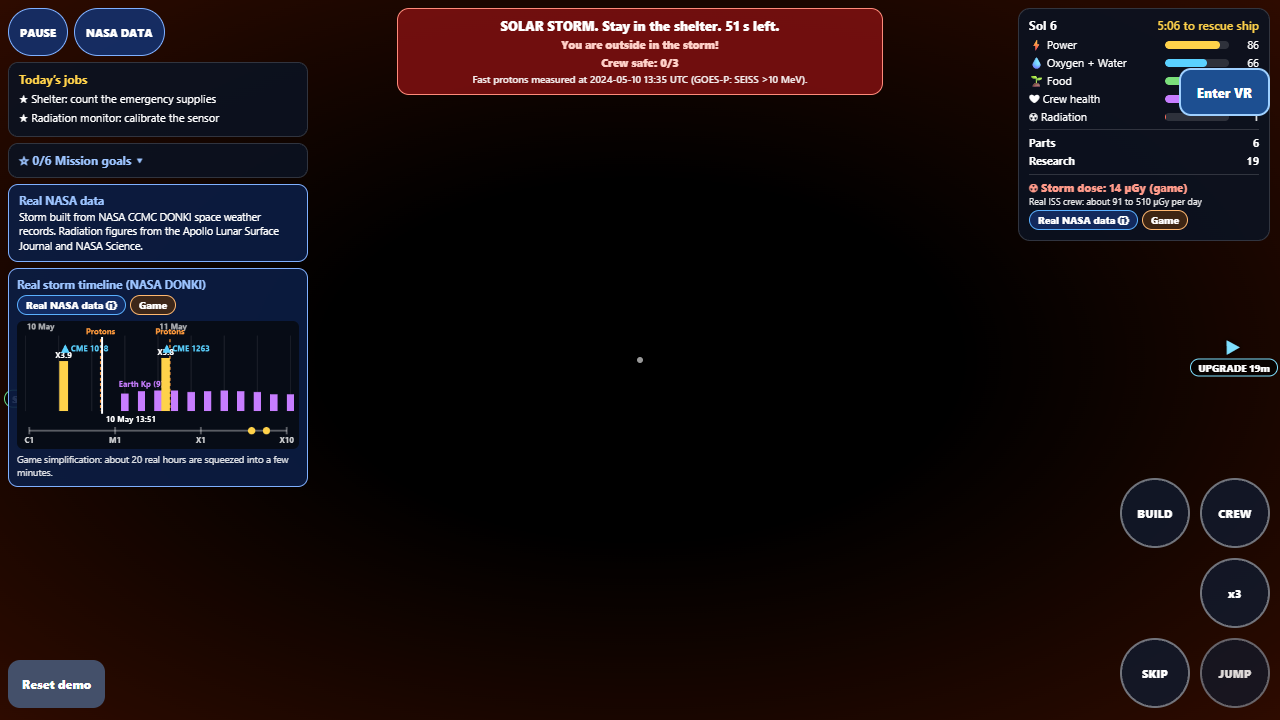 PAUSE
NASA DATA
Today's jobs
★ Shelter: count the emergency supplies
★ Radiation monitor: calibrate the sensor
☆ 0/6 Mission goals ▾
Real NASA data
Storm built from NASA CCMC DONKI space weather
records. Radiation figures from the Apollo Lunar Surface
Journal and NASA Science.
Real storm timeline (NASA DONKI)
Real NASA data ⓘ
Game
10 May
11 May
Protons
Protons
CME 1018
CME 1263
X3.9
X5.8
Earth Kp (9
10 May 13:51
C1
M1
X1
X10
Game simplification: about 20 real hours are squeezed into a few
minutes.
Reset demo
SOLAR STORM. Stay in the shelter. 51 s left.
You are outside in the storm!
Crew safe: 0/3
Fast protons measured at 2024-05-10 13:35 UTC (GOES-P: SEISS >10 MeV).
Sol 6
5:06 to rescue ship
Power 86
Oxygen + Water 66
Food
Crew health
Radiation
Enter VR
Parts 6
Research 19
☢ Storm dose: 14 µGy (game)
Real ISS crew: about 91 to 510 µGy per day
Real NASA data ⓘ
Game
UPGRADE 19m
BUILD
CREW
x3
SKIP
JUMP